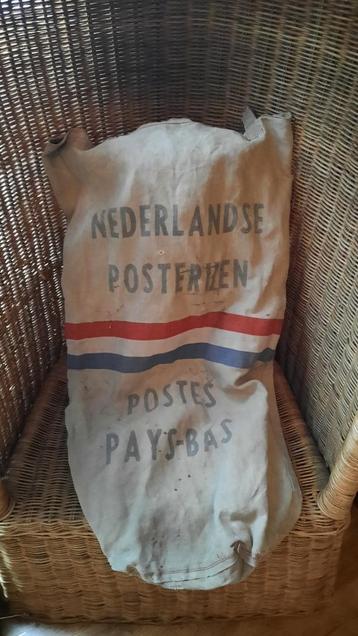 NEDERLANDSE
POSTERIJEN
POSTES
PAYS-BAS